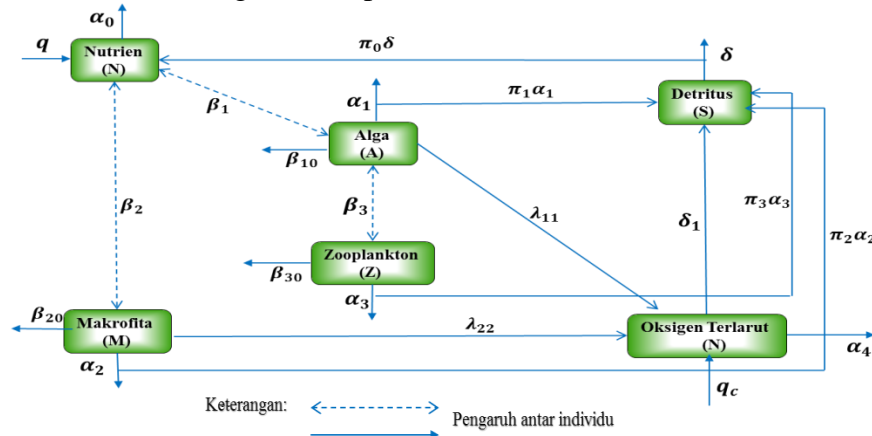 α₀
q
Nutrien
(N)
π₀δ
δ
β₁
α₁
π₁α₁
Detritus
(S)
Alga
(A)
β₁₀
β₂
β₃
λ₁₁
δ₁
π₃α₃
π₂α₂
Zooplankton
(Z)
β₃₀
α₃
β₂₀
Makrofita
(M)
λ₂₂
Oksigen Terlarut
(N)
α₄
α₂
q_c
Keterangan:
Pengaruh antar individu